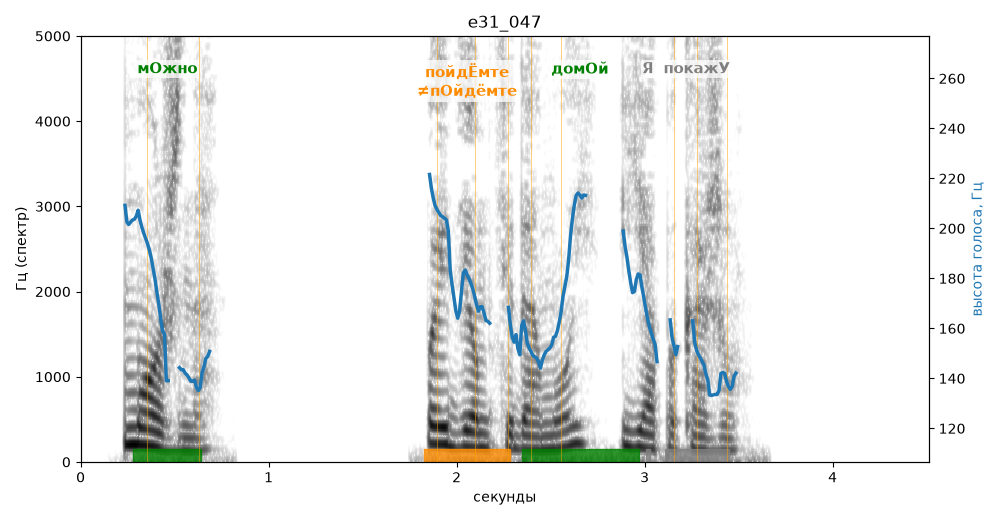 e31_047
5000
4000
3000
2000
1000
0
Гц (спектр)
мОжно
пойдЁмте
≠пОйдёмте
домОй
Я покажУ
260
240
220
200
180
160
140
120
высота голоса, Гц
0 1 2 3 4
секунды